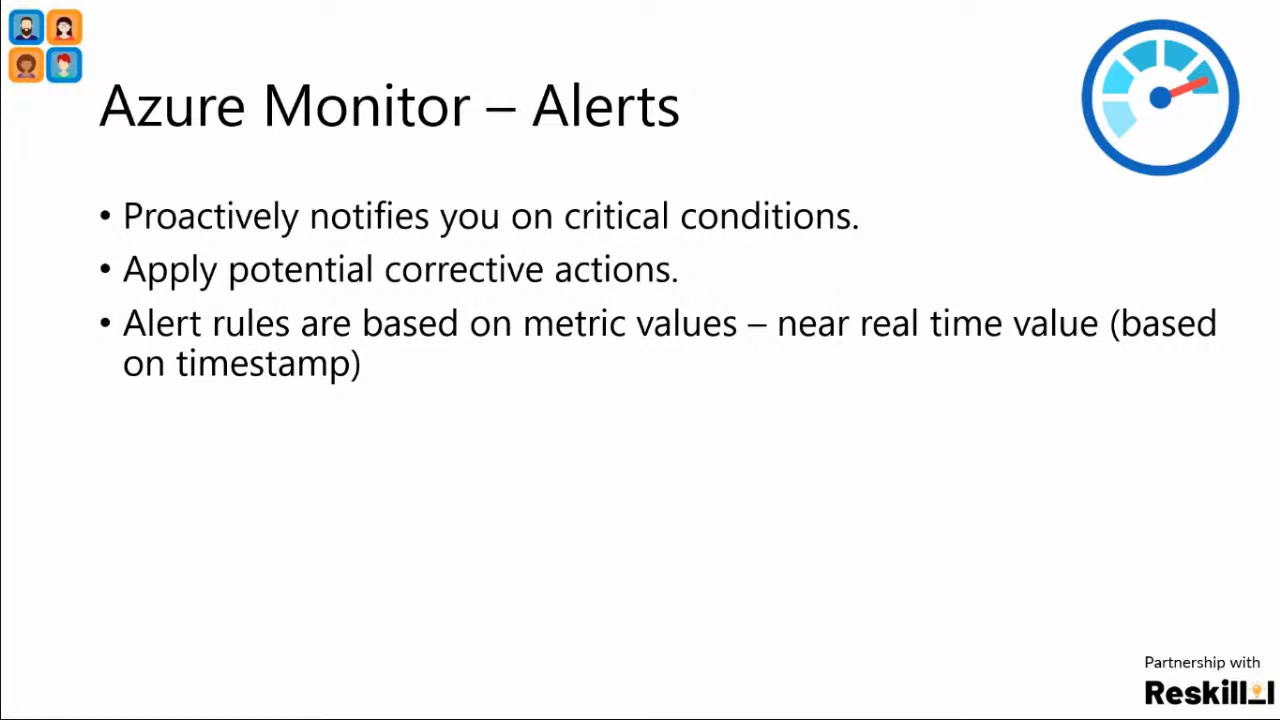 Azure Monitor – Alerts
• Proactively notifies you on critical conditions.
• Apply potential corrective actions.
• Alert rules are based on metric values – near real time value (based
on timestamp)
Partnership with
Reskilll